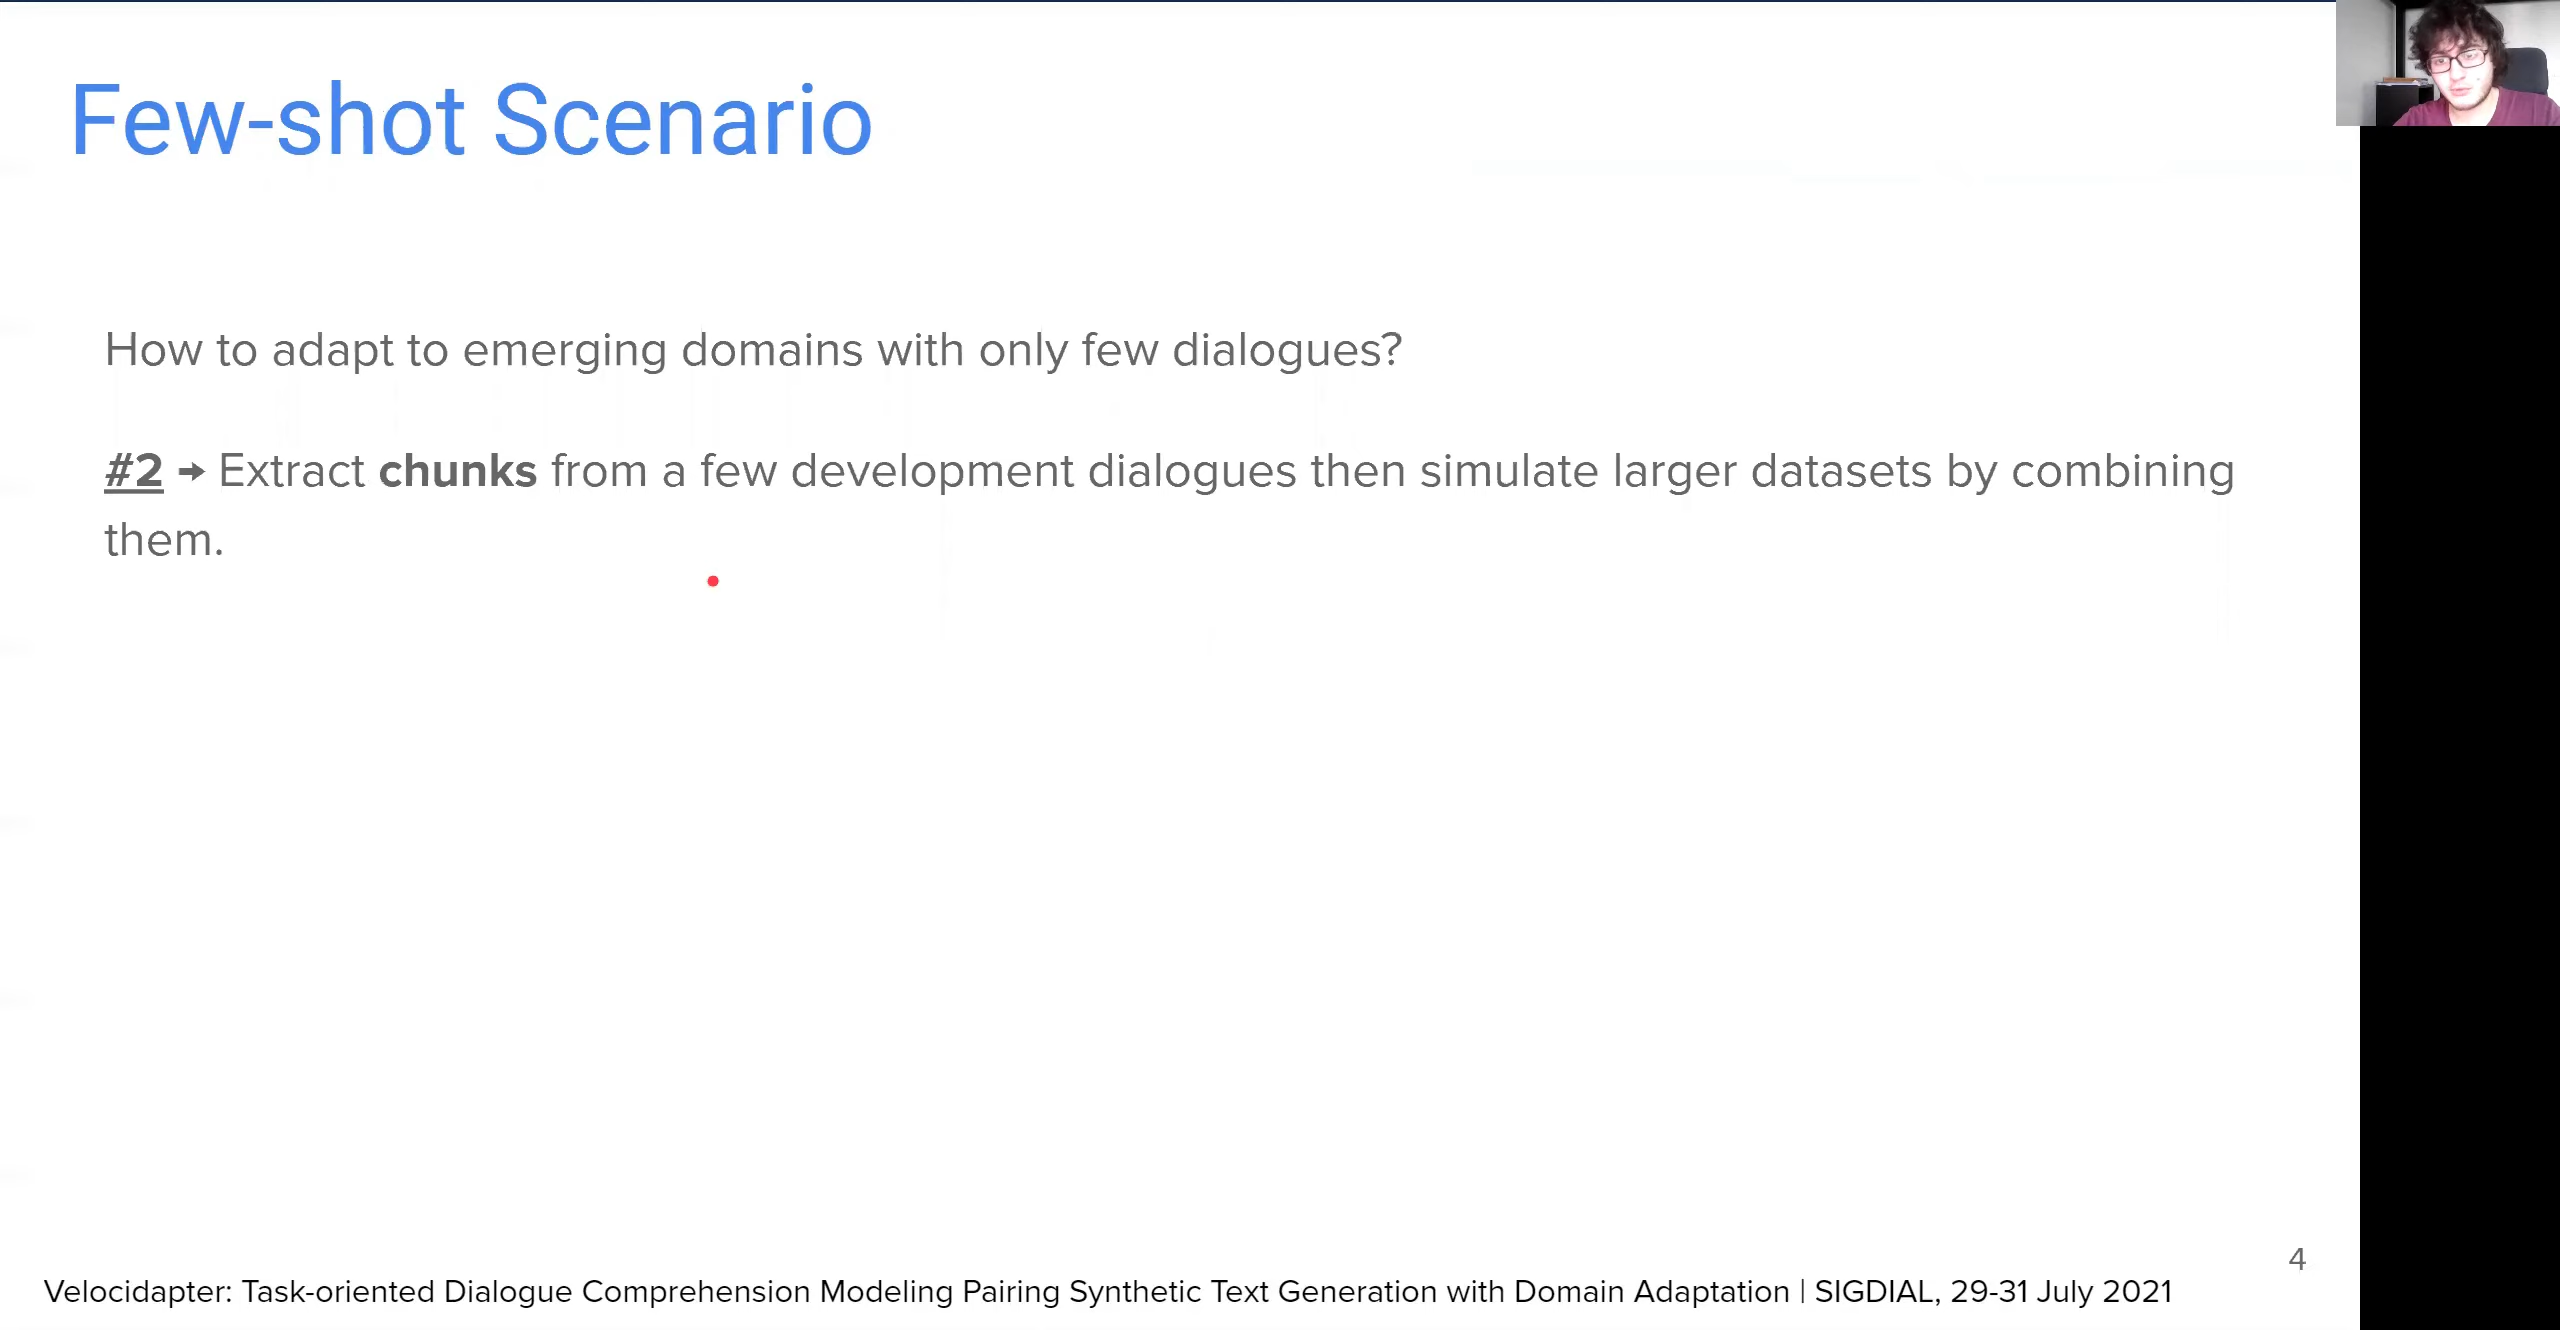 Few-shot Scenario
How to adapt to emerging domains with only few dialogues?
#2 → Extract chunks from a few development dialogues then simulate larger datasets by combining
them.
4
Velocidapter: Task-oriented Dialogue Comprehension Modeling Pairing Synthetic Text Generation with Domain Adaptation | SIGDIAL, 29-31 July 2021